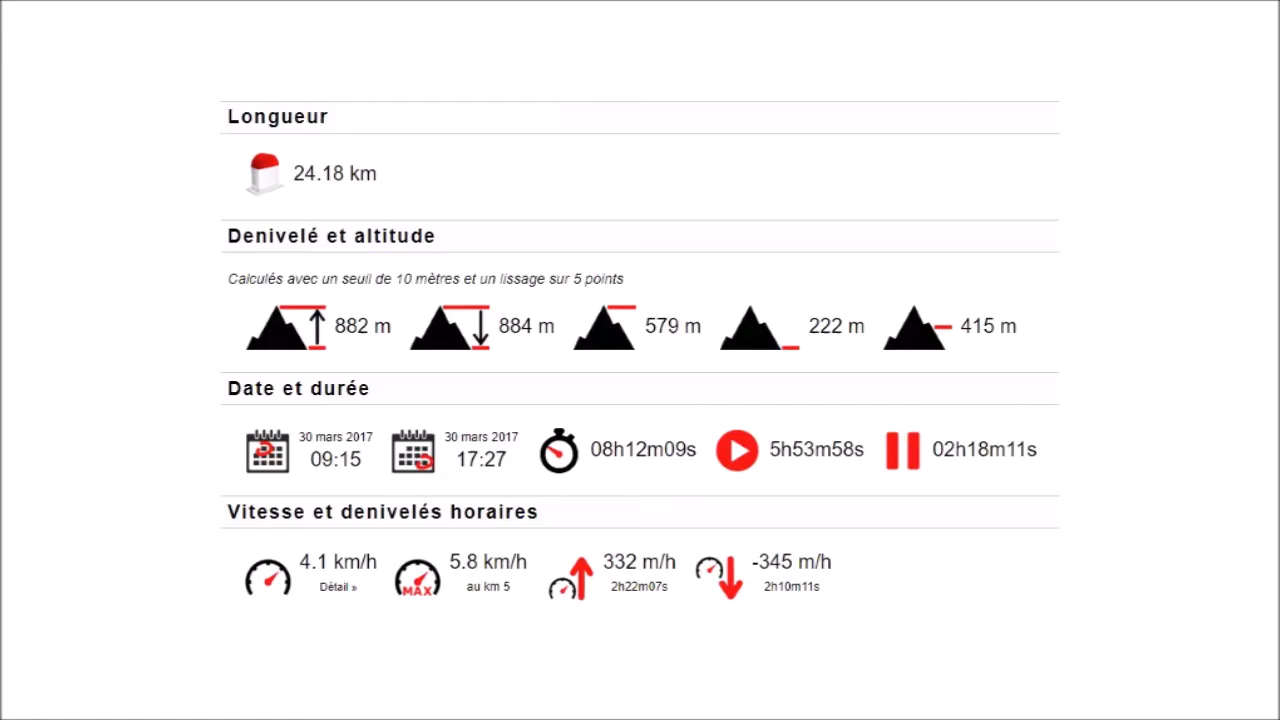 Longueur
24.18 km
Denivelé et altitude
Calculés avec un seuil de 10 mètres et un lissage sur 5 points
882 m 884 m 579 m 222 m 415 m
Date et durée
30 mars 2017 30 mars 2017
09:15 17:27 08h12m09s 5h53m58s 02h18m11s
Vitesse et denivelés horaires
4.1 km/h 5.8 km/h 332 m/h -345 m/h
MAX
Détail » au km 5 2h22m07s 2h10m11s